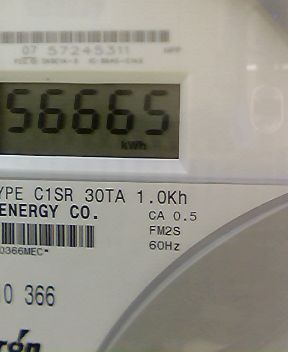 07 57245311
56665
kWh
YPE C1SR 30TA 1.0Kh
ENERGY CO.
CA 0.5
FM2S
60Hz
0366MEC*
0 366
rón